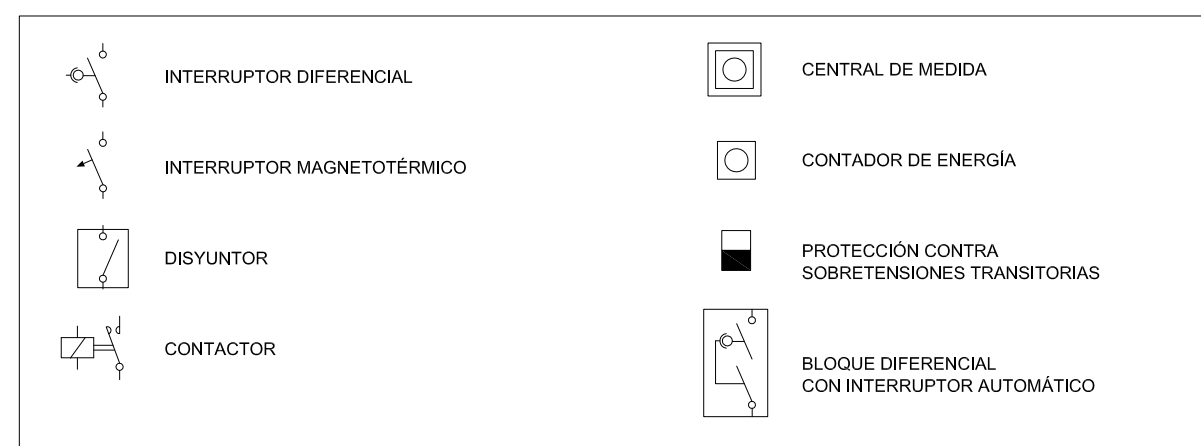 INTERRUPTOR DIFERENCIAL
INTERRUPTOR MAGNETOTÉRMICO
DISYUNTOR
CONTACTOR
CENTRAL DE MEDIDA
CONTADOR DE ENERGÍA
PROTECCIÓN CONTRA
SOBRETENSIONES TRANSITORIAS
BLOQUE DIFERENCIAL
CON INTERRUPTOR AUTOMÁTICO